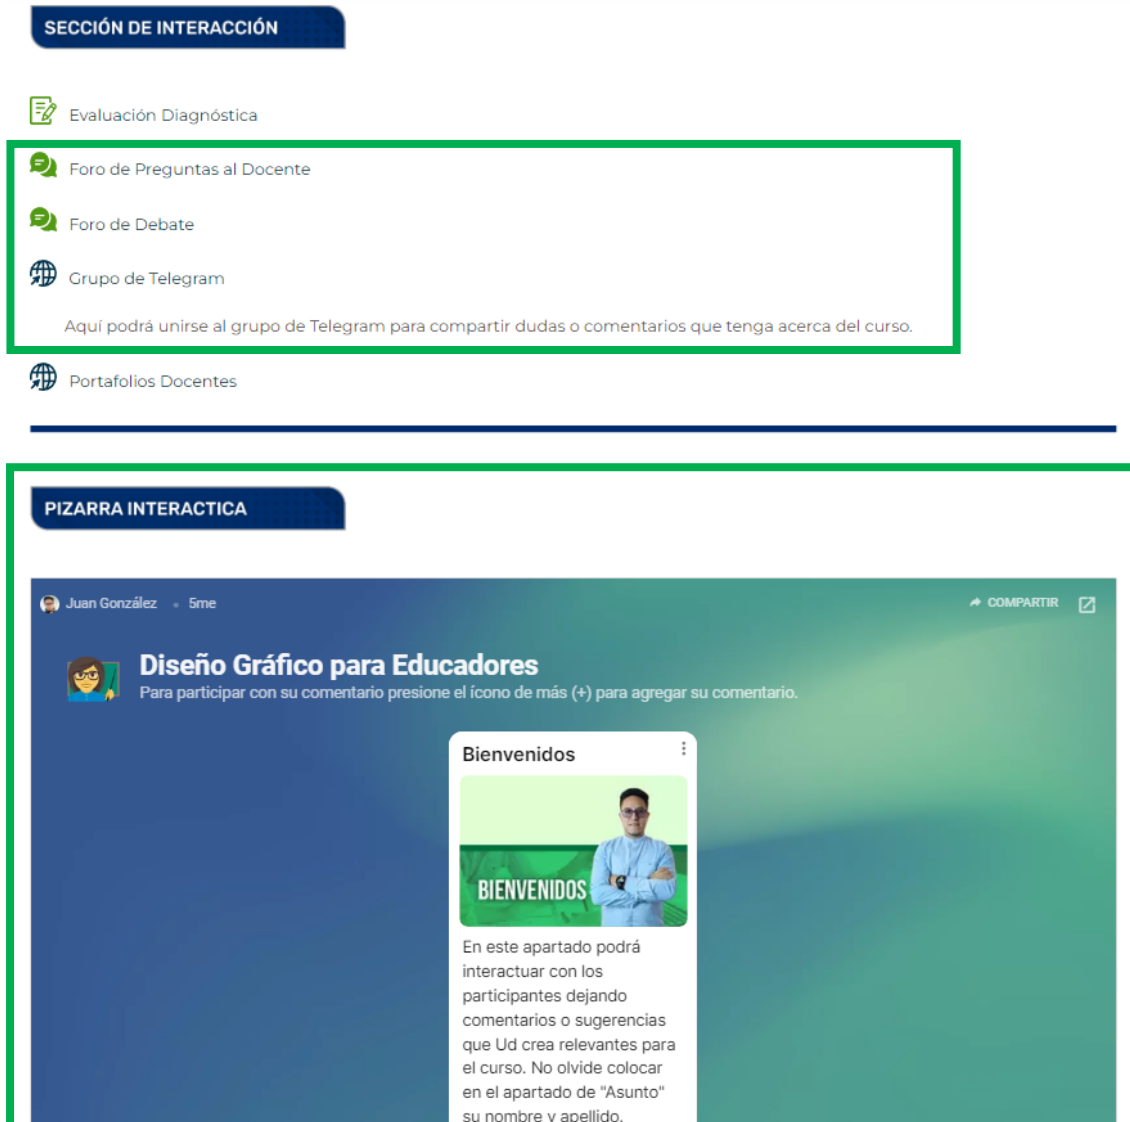 SECCIÓN DE INTERACCIÓN
Evaluación Diagnóstica
Foro de Preguntas al Docente
Foro de Debate
Grupo de Telegram
Aquí podrá unirse al grupo de Telegram para compartir dudas o comentarios que tenga acerca del curso.
Portafolios Docentes
PIZARRA INTERACTICA
Juan González • 5me
COMPARTIR
Diseño Gráfico para Educadores
Para participar con su comentario presione el ícono de más (+) para agregar su comentario.
Bienvenidos
BIENVENIDOS
En este apartado podrá
interactuar con los
participantes dejando
comentarios o sugerencias
que Ud crea relevantes para
el curso. No olvide colocar
en el apartado de "Asunto"
su nombre y apellido.